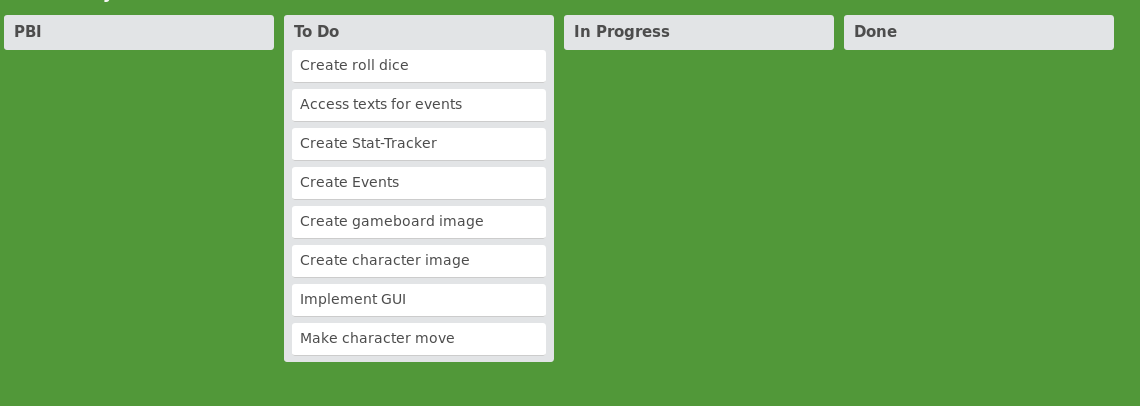 PBI
To Do
Create roll dice
Access texts for events
Create Stat-Tracker
Create Events
Create gameboard image
Create character image
Implement GUI
Make character move
In Progress
Done